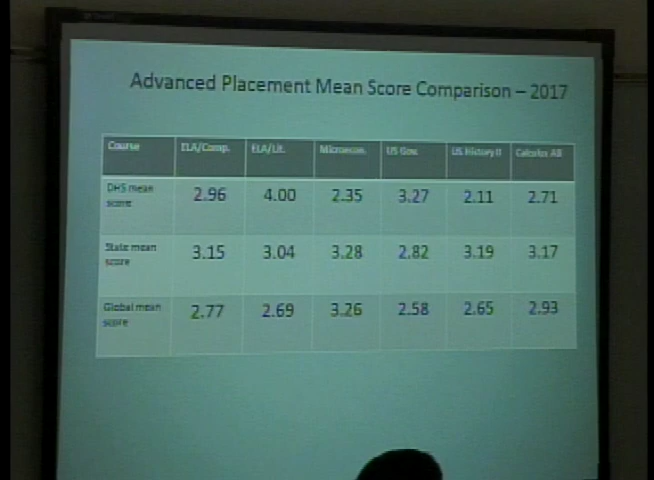 Advanced Placement Mean Score Comparison – 2017
Course ELA/Comp. ELA/Lit. Microecon. US Gov. US History II Calculus AB
DHS mean score 2.96 4.00 2.35 3.27 2.11 2.71
State mean score 3.15 3.04 3.28 2.82 3.19 3.17
Global mean score 2.77 2.69 3.26 2.58 2.65 2.93